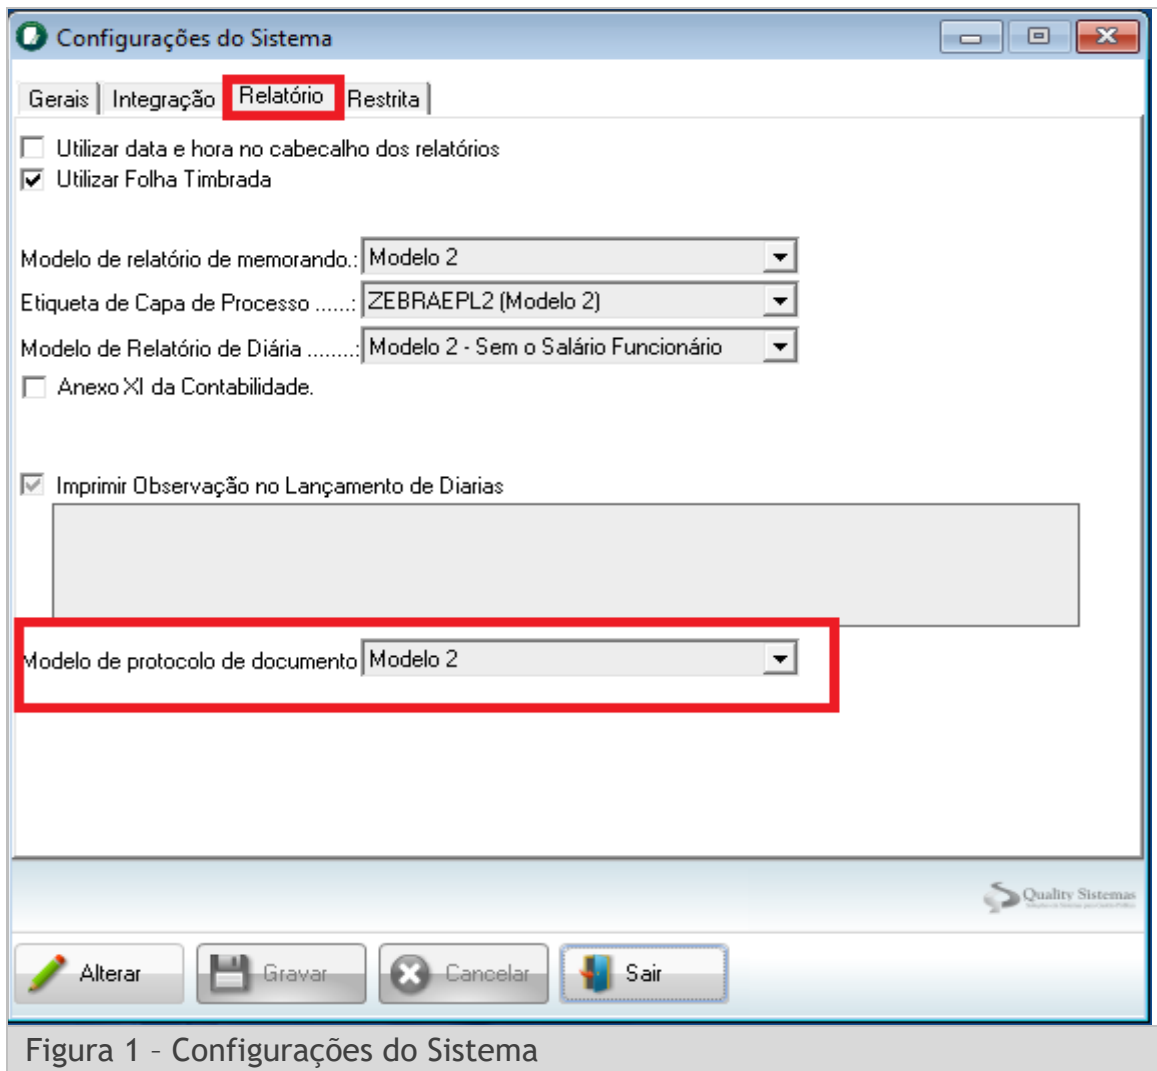 Configurações do Sistema
Gerais Integração Relatório Restrita
Utilizar data e hora no cabecalho dos relatórios
Utilizar Folha Timbrada
Modelo de relatório de memorando.: Modelo 2
Etiqueta de Capa de Processo ......: ZEBRAEPL2 (Modelo 2)
Modelo de Relatório de Diária ........: Modelo 2 - Sem o Salário Funcionário
Anexo XI da Contabilidade.
Imprimir Observação no Lançamento de Diarias
Modelo de protocolo de documento Modelo 2
Quality Sistemas
Alterar Gravar Cancelar Sair
Figura 1 – Configurações do Sistema